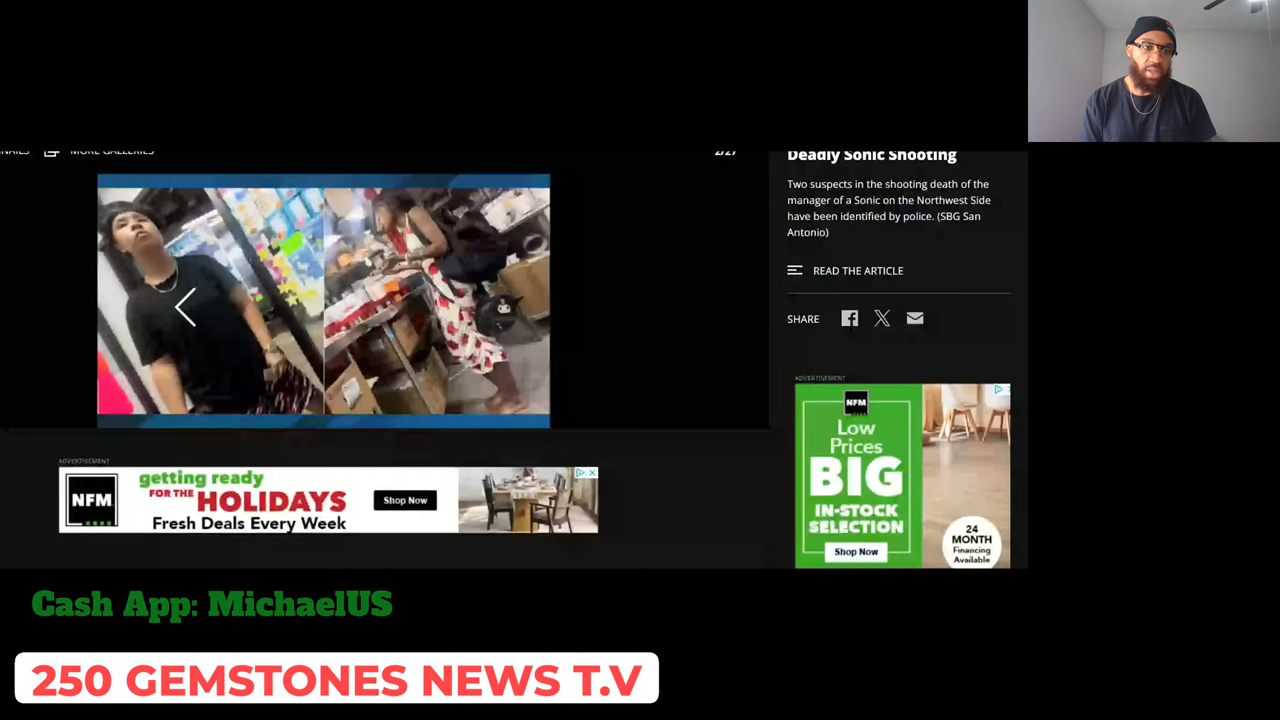 MORE GALLERIES
2/27
Deadly Sonic Shooting
Two suspects in the shooting death of the
manager of a Sonic on the Northwest Side
have been identified by police. (SBG San
Antonio)
READ THE ARTICLE
SHARE
ADVERTISEMENT
NFM
Low
Prices
BIG
IN-STOCK
SELECTION
Shop Now
24
MONTH
Financing
Available
ADVERTISEMENT
NFM
getting ready
FOR THE HOLIDAYS
Fresh Deals Every Week
Shop Now
Cash App: MichaelUS
250 GEMSTONES NEWS T.V